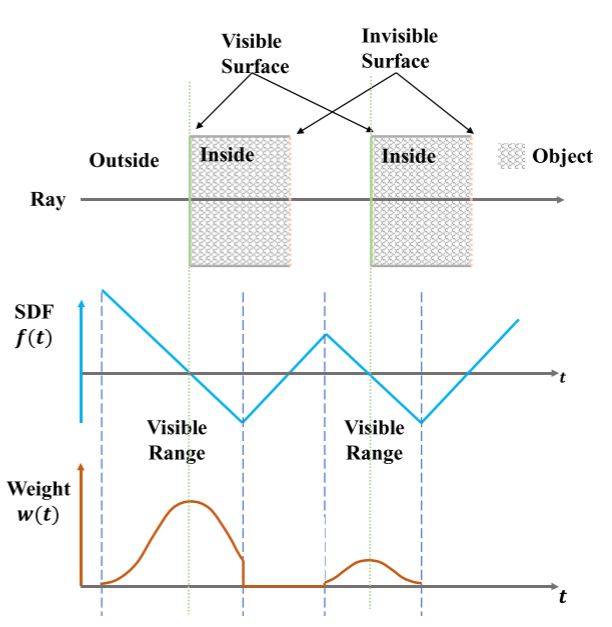 Visible
Surface
Invisible
Surface
Outside
Inside
Inside
Object
Ray
SDF
f(t)
t
Visible
Range
Visible
Range
Weight
w(t)
t